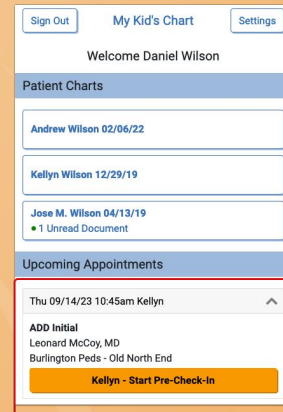 Sign Out My Kid's Chart Settings
Welcome Daniel Wilson
Patient Charts
Andrew Wilson 02/06/22
Kellyn Wilson 12/29/19
Jose M. Wilson 04/13/19
• 1 Unread Document
Upcoming Appointments
Thu 09/14/23 10:45am Kellyn
ADD Initial
Leonard McCoy, MD
Burlington Peds - Old North End
Kellyn - Start Pre-Check-In